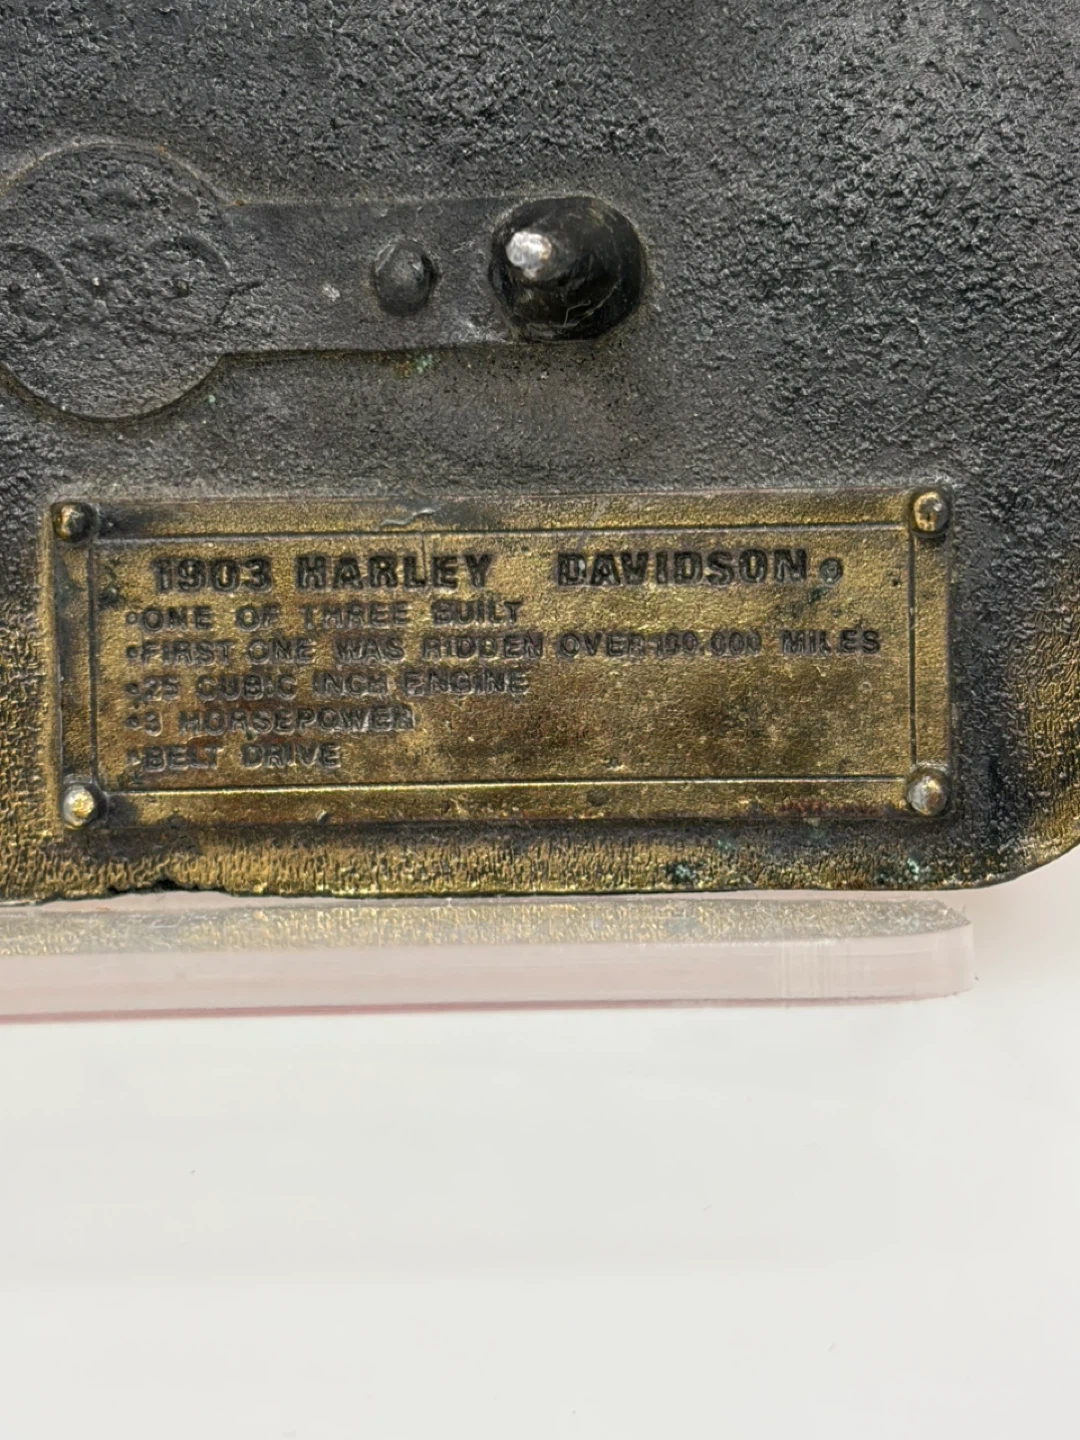 1903 HARLEY DAVIDSON ®
•ONE OF THREE BUILT
•FIRST ONE WAS RIDDEN OVER 100.000 MILES
•25 CUBIC INCH ENGINE
•3 HORSEPOWER
•BELT DRIVE